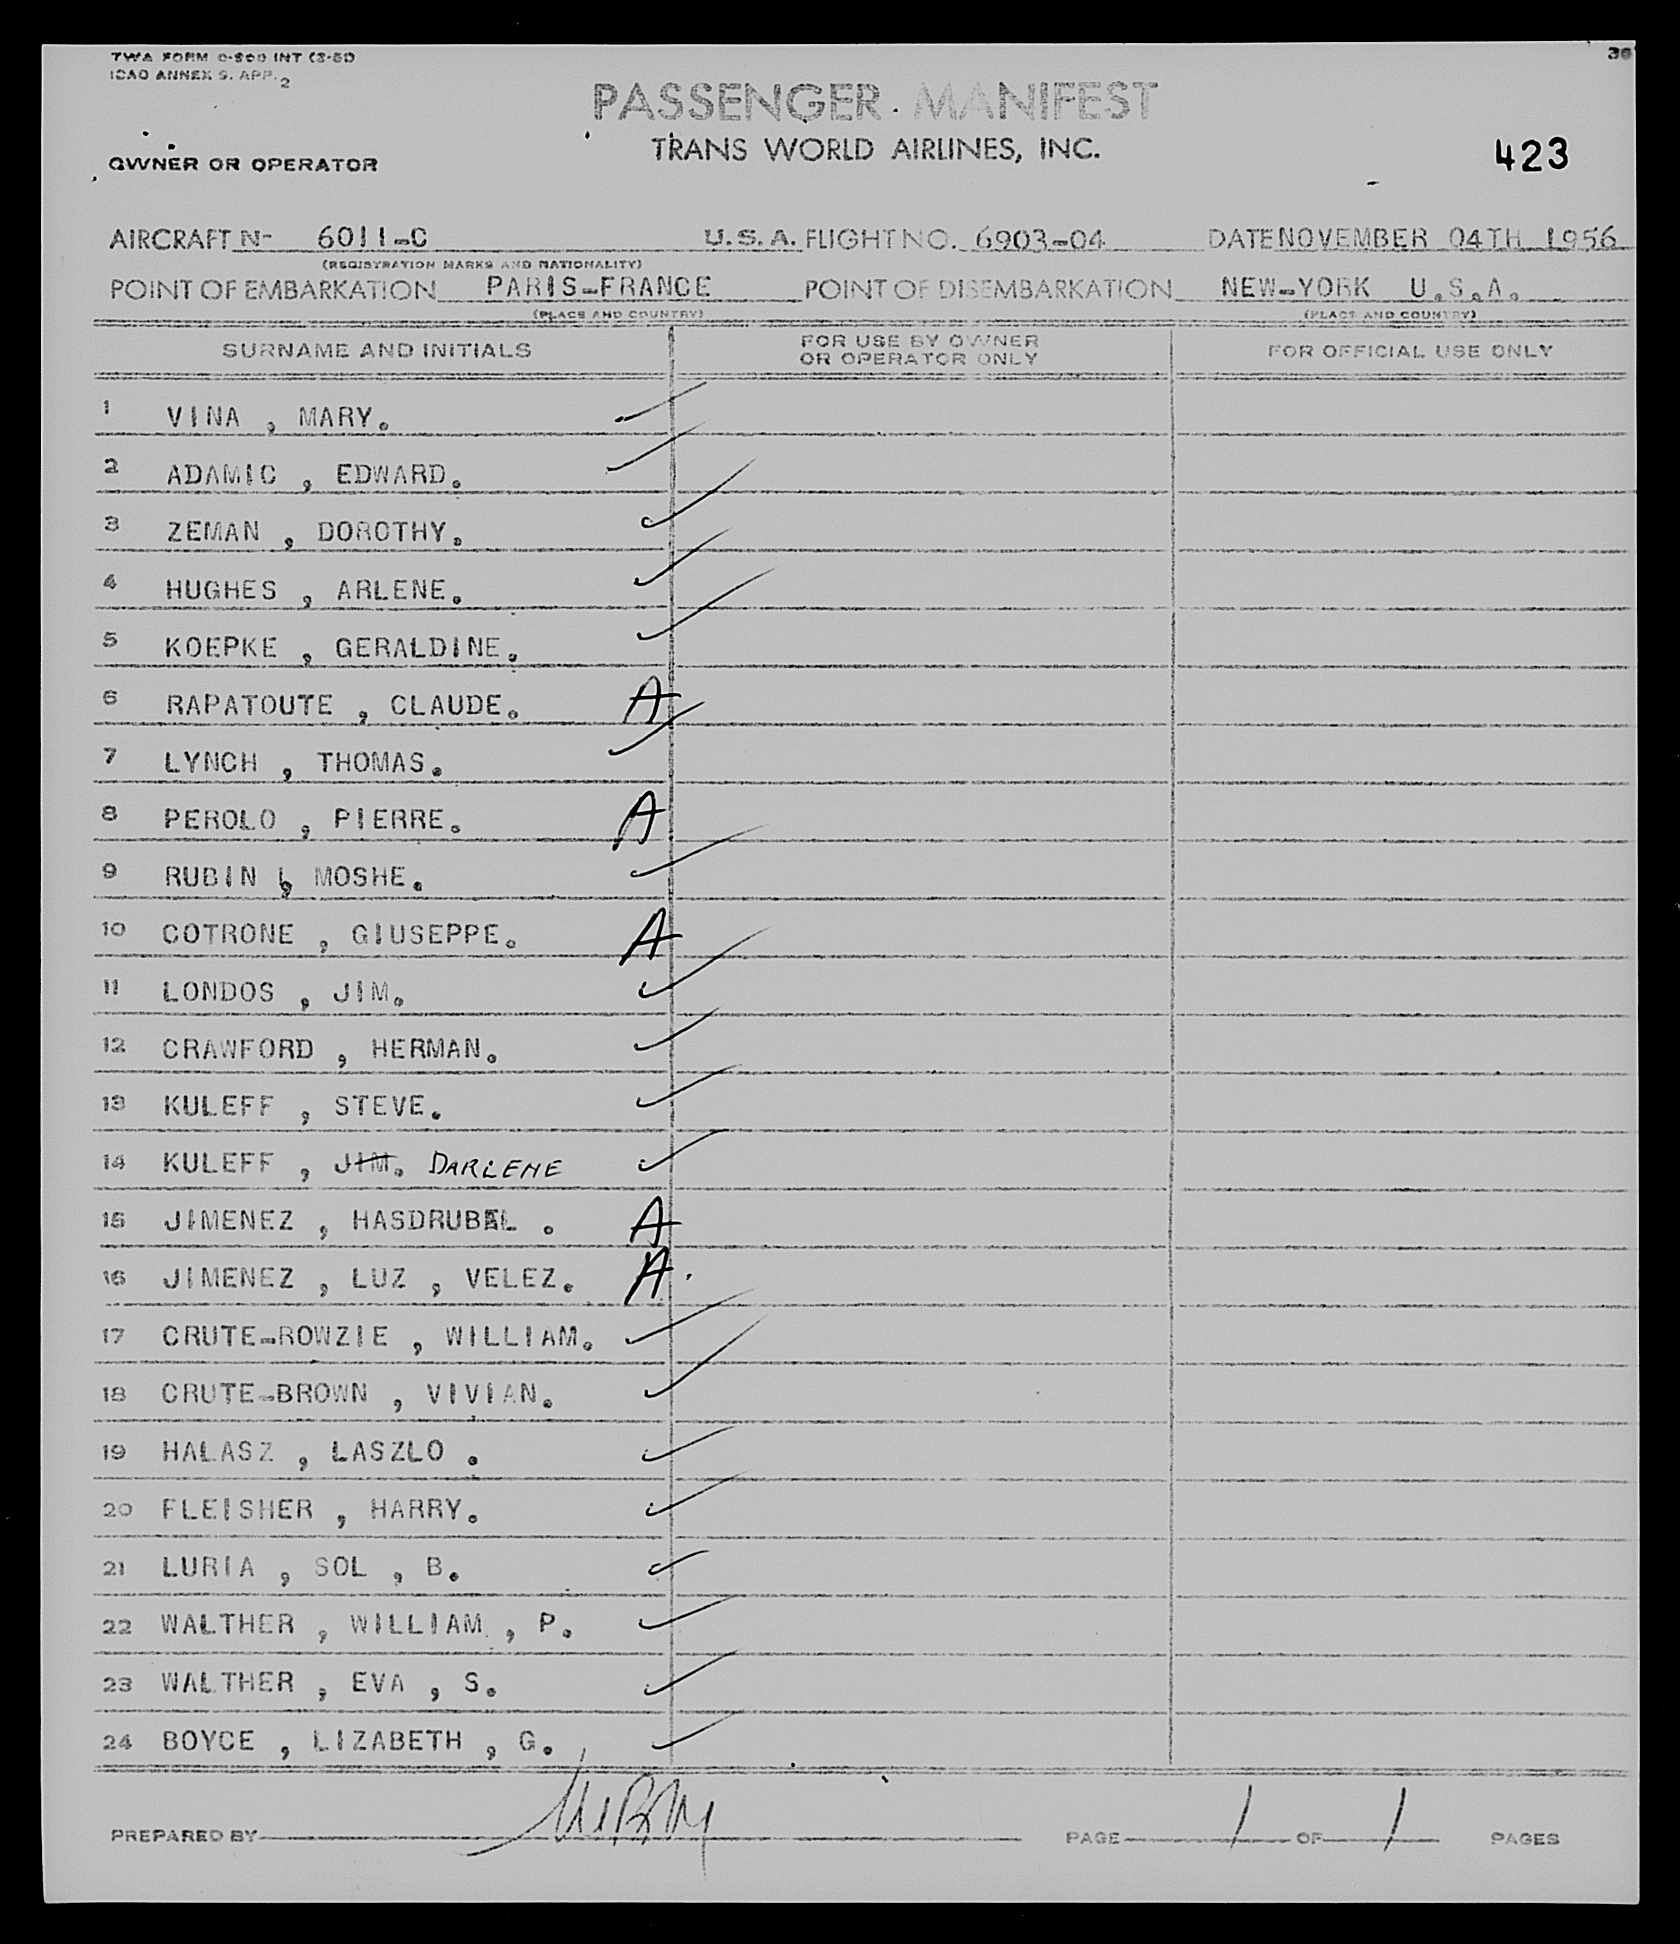 TWA FORM O-800 INT (3-51)
ICAO ANNEX 9. APP. 2
36
PASSENGER MANIFEST
TRANS WORLD AIRLINES, INC.
423
OWNER OR OPERATOR
AIRCRAFT N- 6011-C U.S.A. FLIGHT NO. 6903-04 DATE NOVEMBER 04TH 1956
(REGISTRATION MARKS AND NATIONALITY)
POINT OF EMBARKATION PARIS-FRANCE POINT OF DISEMBARKATION NEW-YORK U.S.A.
(PLACE AND COUNTRY) (PLACE AND COUNTRY)
SURNAME AND INITIALS FOR USE BY OWNER OR OPERATOR ONLY FOR OFFICIAL USE ONLY
1 VINA , MARY. ✓
2 ADAMIC , EDWARD. ✓
3 ZEMAN , DOROTHY. ✓
4 HUGHES , ARLENE. ✓
5 KOEPKE , GERALDINE. ✓
6 RAPATOUTE , CLAUDE. A
7 LYNCH , THOMAS. ✓
8 PEROLO , PIERRE. A
9 RUBIN , MOSHE. ✓
10 COTRONE , GIUSEPPE. A
11 LONDOS , JIM. ✓
12 CRAWFORD , HERMAN. ✓
13 KULEFF , STEVE. ✓
14 KULEFF , JIM. DARLENE ✓
15 JIMENEZ , HASDRUBAL . A
16 JIMENEZ , LUZ , VELEZ. A
17 CRUTE-ROWZIE , WILLIAM. ✓
18 CRUTE-BROWN , VIVIAN. ✓
19 HALASZ , LASZLO . ✓
20 FLEISHER , HARRY. ✓
21 LURIA , SOL , B. ✓
22 WALTHER , WILLIAM , P. ✓
23 WALTHER , EVA , S. ✓
24 BOYCE , LIZABETH , G. ✓
PREPARED BY PAGE 1 OF 1 PAGES